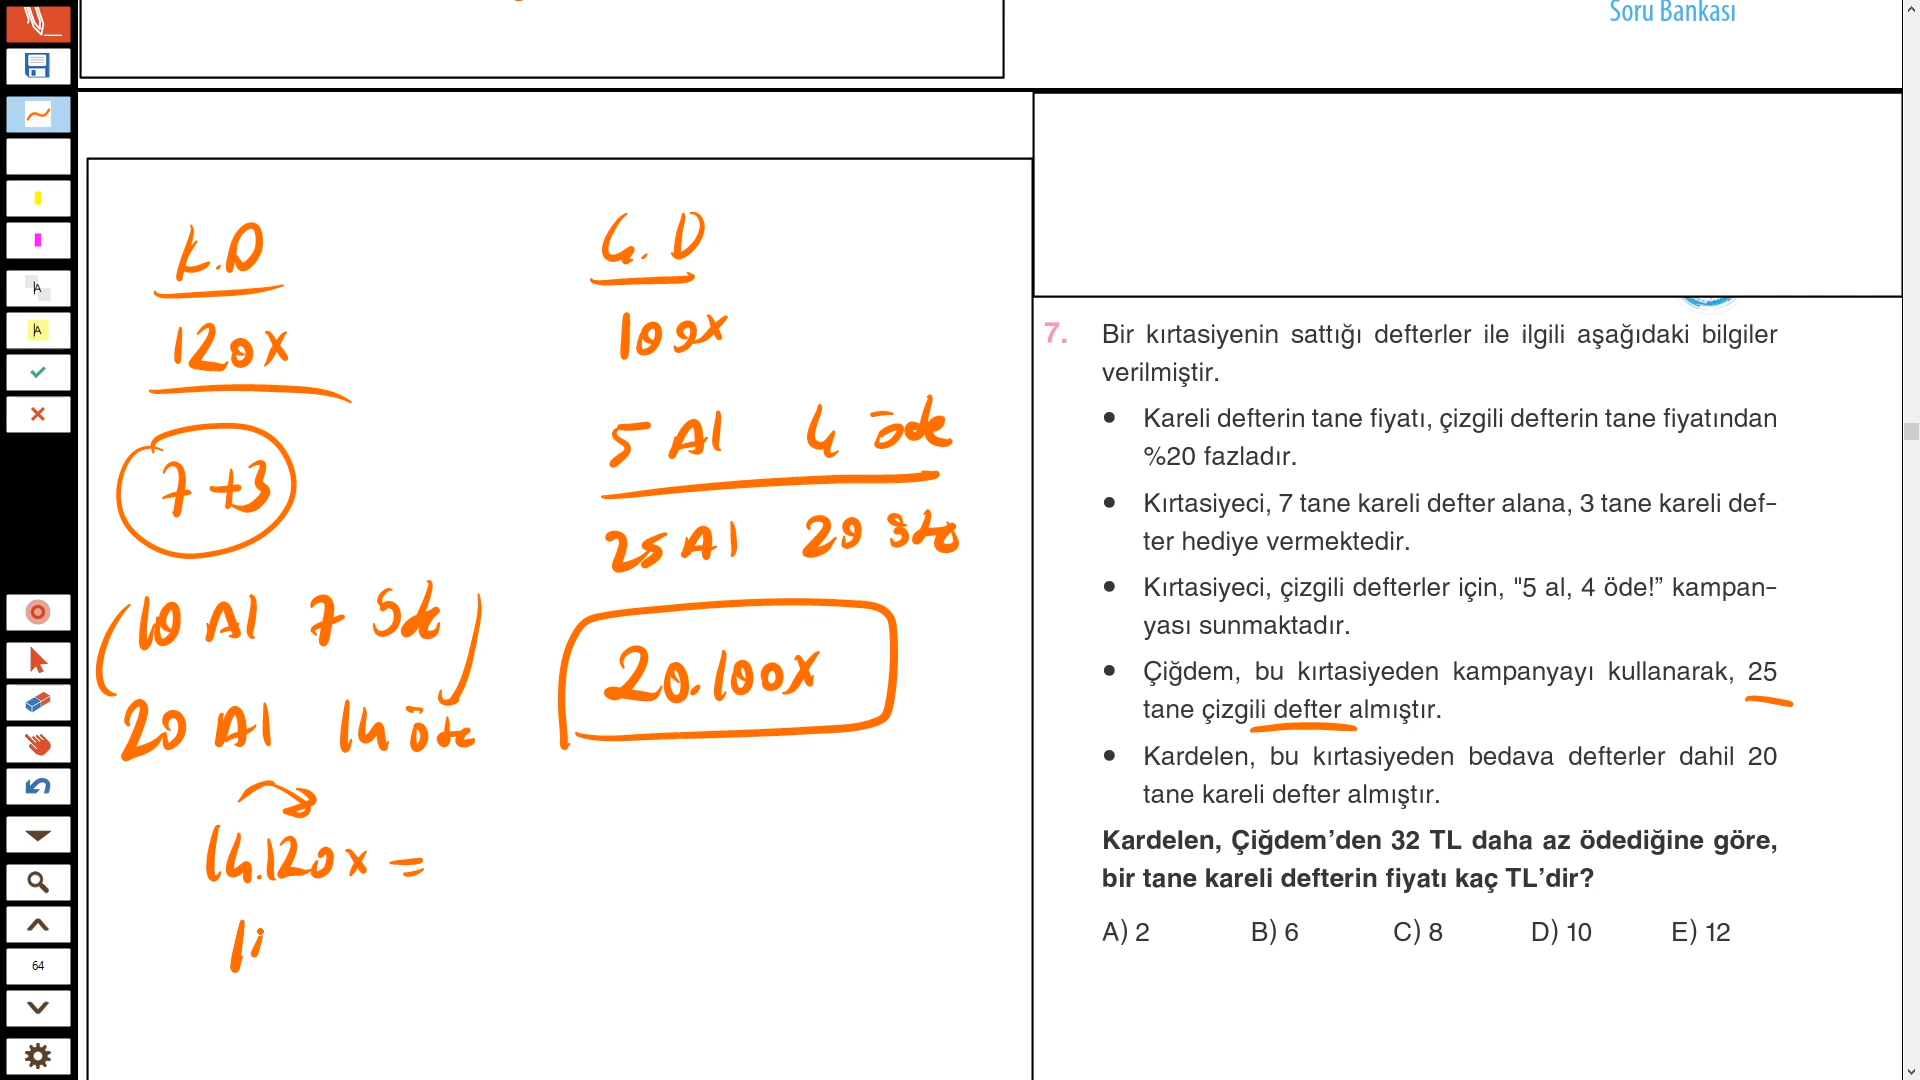 Soru Bankası
K.D
120x
7+3
10 Al 7 öde
20 Al 14 öde
14.120x =
Ç.D
100x
5 Al 4 öde
25 Al 20 öde
20.100x
7. Bir kırtasiyenin sattığı defterler ile ilgili aşağıdaki bilgiler
verilmiştir.
• Kareli defterin tane fiyatı, çizgili defterin tane fiyatından
%20 fazladır.
• Kırtasiyeci, 7 tane kareli defter alana, 3 tane kareli def-
ter hediye vermektedir.
• Kırtasiyeci, çizgili defterler için, "5 al, 4 öde!” kampan-
yası sunmaktadır.
• Çiğdem, bu kırtasiyeden kampanyayı kullanarak, 25
tane çizgili defter almıştır.
• Kardelen, bu kırtasiyeden bedava defterler dahil 20
tane kareli defter almıştır.
Kardelen, Çiğdem’den 32 TL daha az ödediğine göre,
bir tane kareli defterin fiyatı kaç TL’dir?
A) 2 B) 6 C) 8 D) 10 E) 12
64